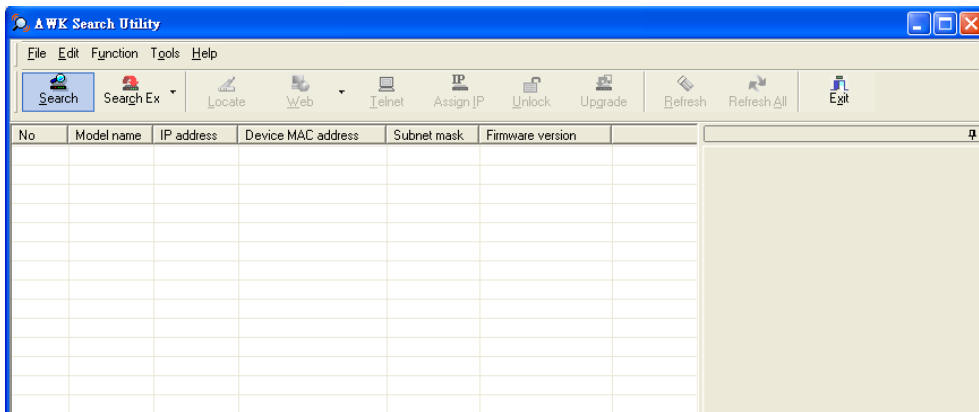 AWK Search Utility
File Edit Function Tools Help
Search Search Ex Locate Web Telnet Assign IP Unlock Upgrade Refresh Refresh All Exit
No Model name IP address Device MAC address Subnet mask Firmware version